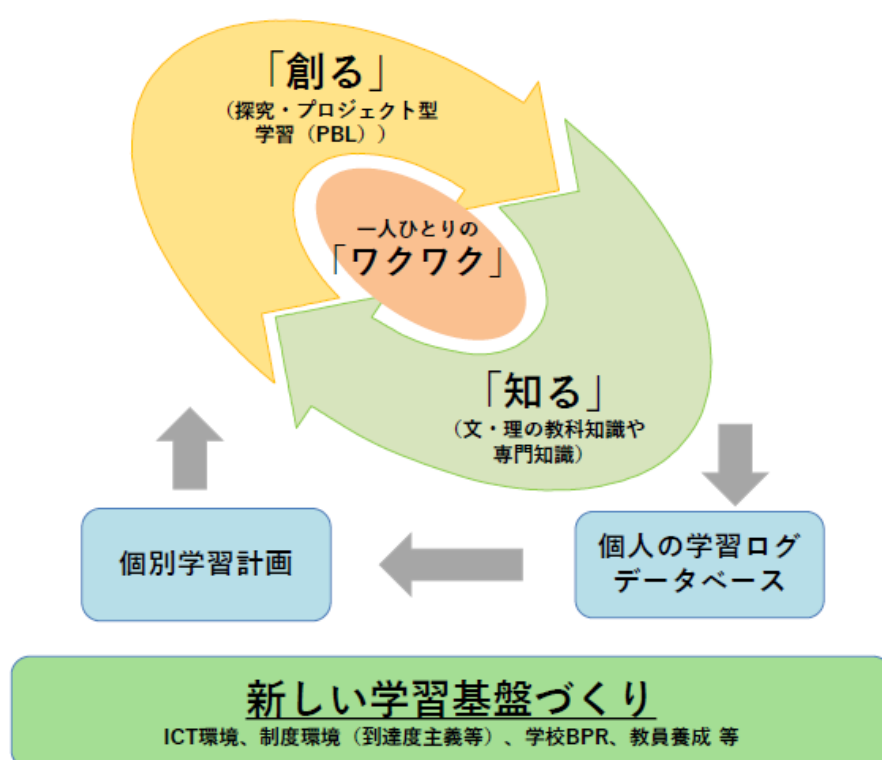 「創る」
（探究・プロジェクト型
学習（PBL））
一人ひとりの
「ワクワク」
「知る」
（文・理の教科知識や
専門知識）
個別学習計画
個人の学習ログ
データベース
新しい学習基盤づくり
ICT環境、制度環境（到達度主義等）、学校BPR、教員養成 等